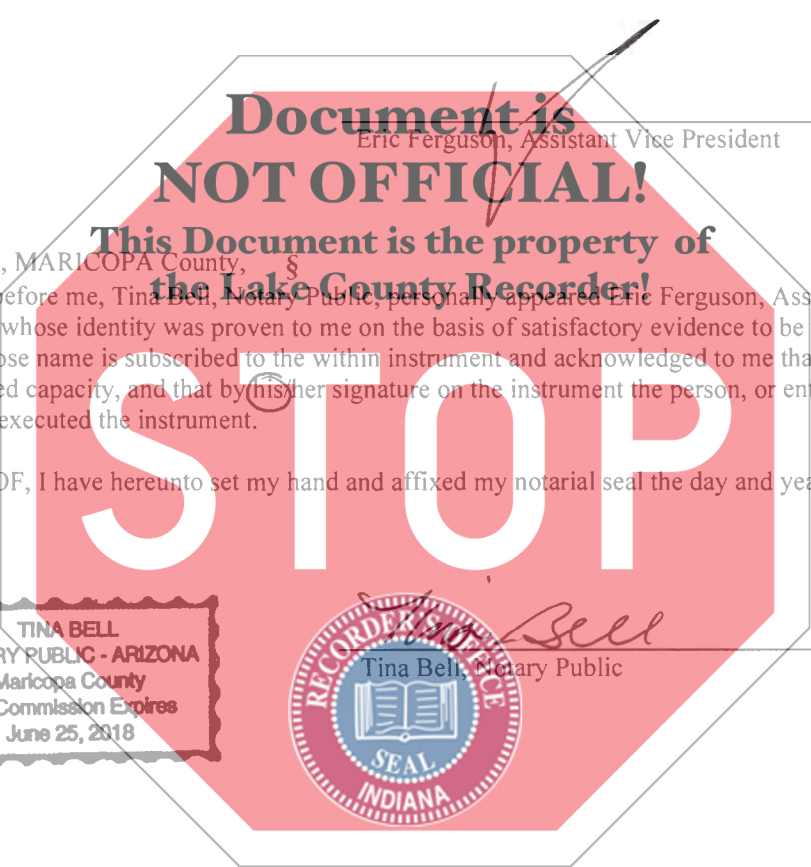 Document is
Eric Ferguson, Assistant Vice President
NOT OFFICIAL!
This Document is the property of
, MARICOPA County, §
the Lake County Recorder!
before me, Tina Bell, Notary Public, personally appeared Eric Ferguson, Ass
whose identity was proven to me on the basis of satisfactory evidence to be
ose name is subscribed to the within instrument and acknowledged to me tha
ed capacity, and that by his/her signature on the instrument the person, or ent
executed the instrument.
OF, I have hereunto set my hand and affixed my notarial seal the day and yea
STOP
TINA BELL
RY PUBLIC - ARIZONA
Maricopa County
Commission Expires
June 25, 2018
Tina Bell
Tina Bell, Notary Public
RECORDER'S OFFICE
SEAL
INDIANA